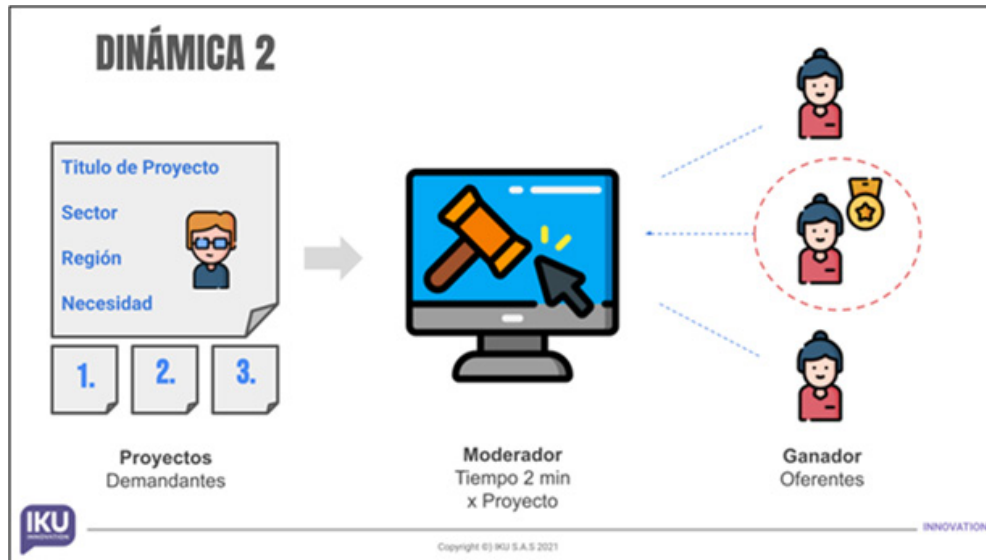 DINÁMICA 2
Titulo de Proyecto
Sector
Región
Necesidad
1.
2.
3.
Proyectos
Demandantes
Moderador
Tiempo 2 min
x Proyecto
Ganador
Oferentes
IKU
INNOVATION
INNOVATION
Copyright ©) IKU S.A.S 2021